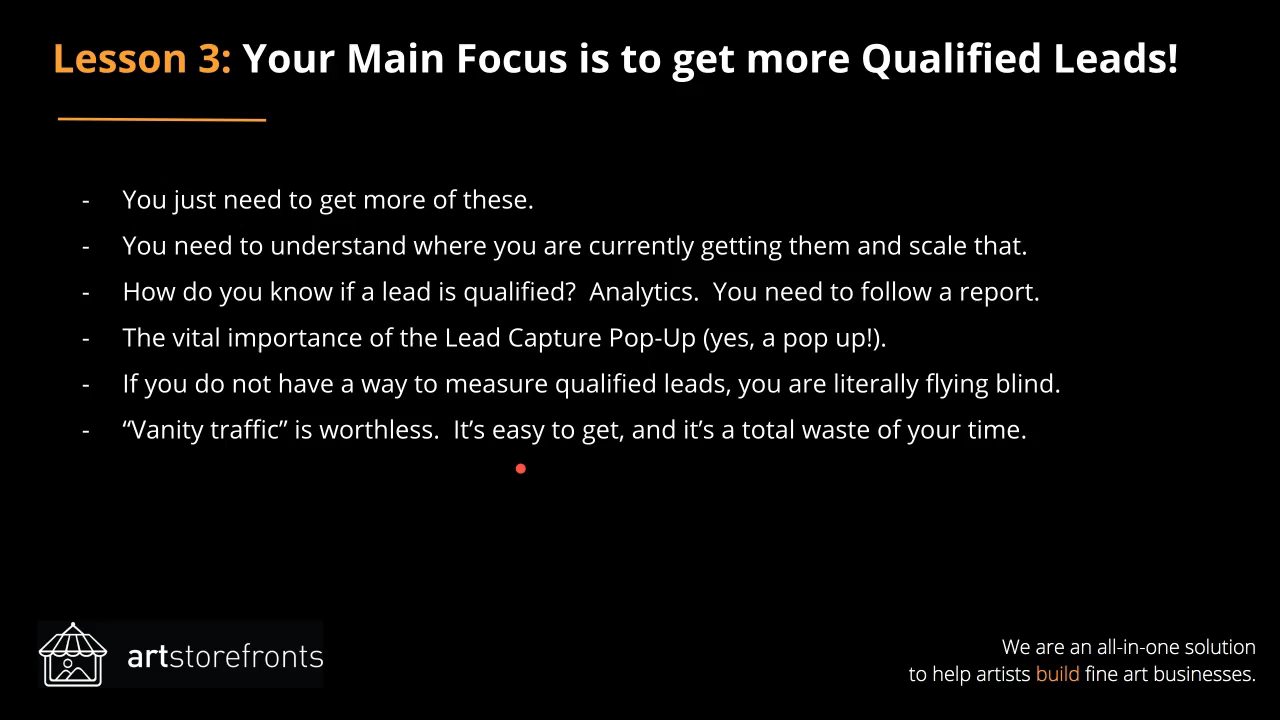 Lesson 3: Your Main Focus is to get more Qualified Leads!
- You just need to get more of these.
- You need to understand where you are currently getting them and scale that.
- How do you know if a lead is qualified?  Analytics.  You need to follow a report.
- The vital importance of the Lead Capture Pop-Up (yes, a pop up!).
- If you do not have a way to measure qualified leads, you are literally flying blind.
- “Vanity traffic” is worthless.  It’s easy to get, and it’s a total waste of your time.
artstorefronts
We are an all-in-one solution
to help artists build fine art businesses.